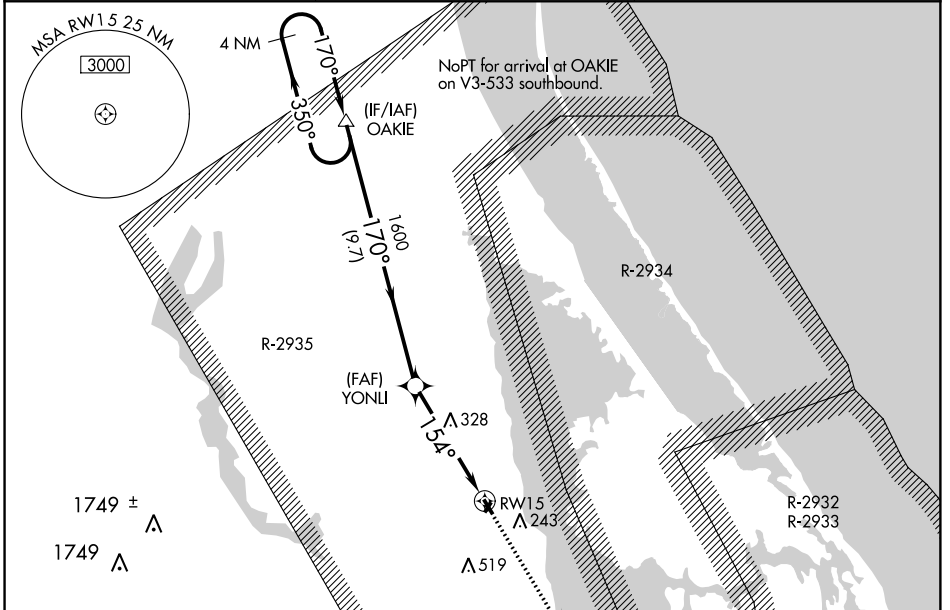 MSA RW15 25 NM
3000
4 NM
170°
350°
(IF/IAF)
OAKIE
NoPT for arrival at OAKIE
on V3-533 southbound.
1600
170°
(9.7)
R-2934
R-2935
(FAF)
YONLI
328
154°
RW15
243
519
1749 ±
1749
R-2932
R-2933